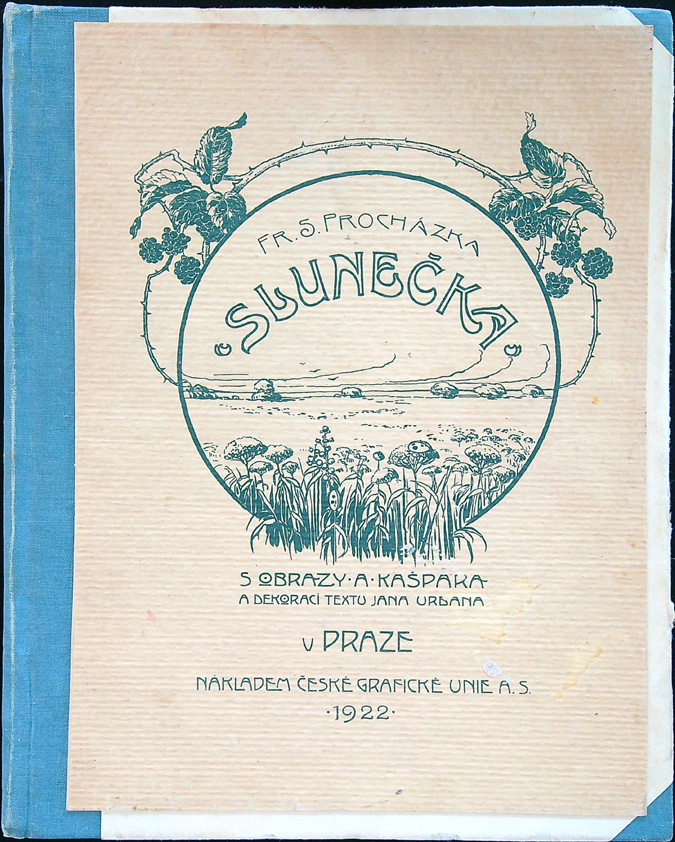 FR. S. PROCHÁZKA
SLUNEČKA
S OBRAZY · A · KAŠPARA
A DEKORACÍ TEXTU JANA URBANA
V PRAZE
NÁKLADEM ČESKÉ GRAFICKÉ UNIE A. S.
· 1922 ·